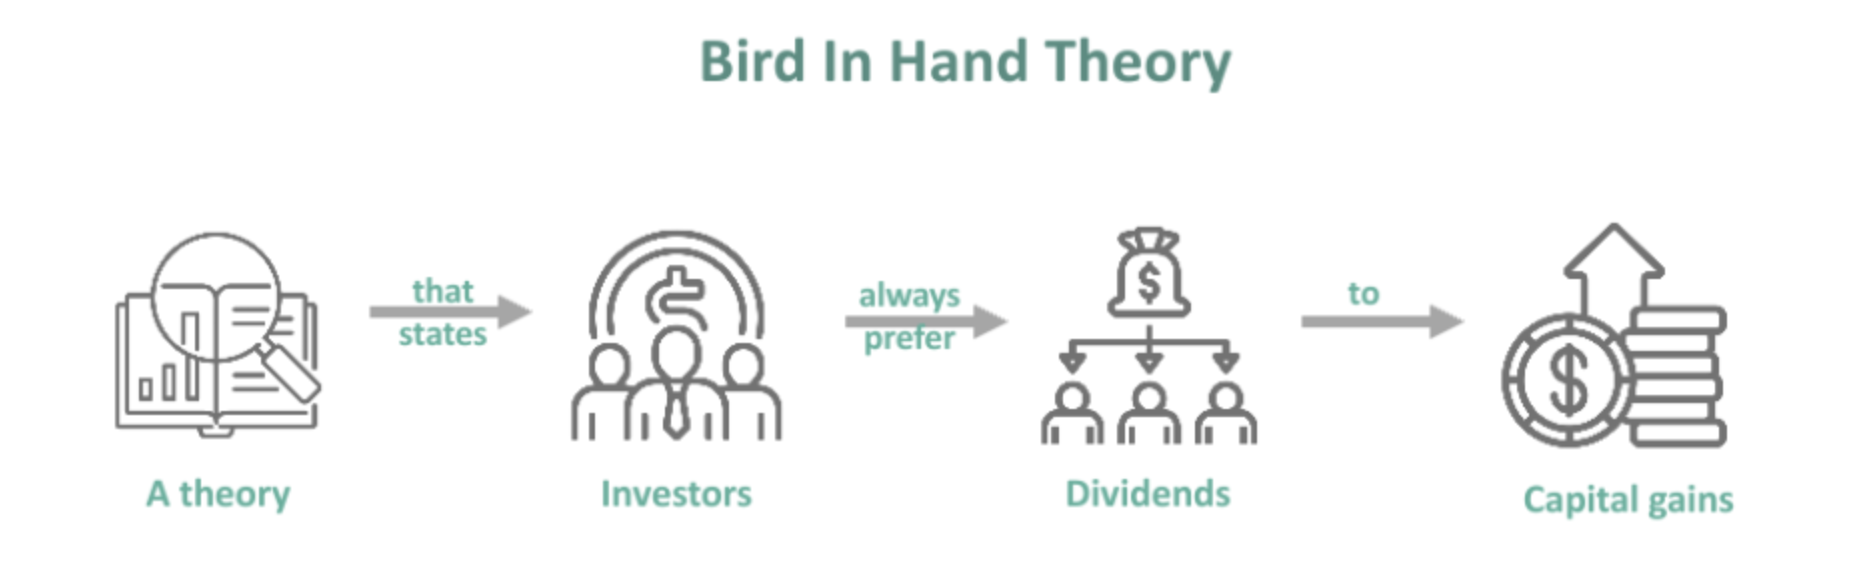 Bird In Hand Theory
that
states
always
prefer
to
A theory
Investors
Dividends
Capital gains